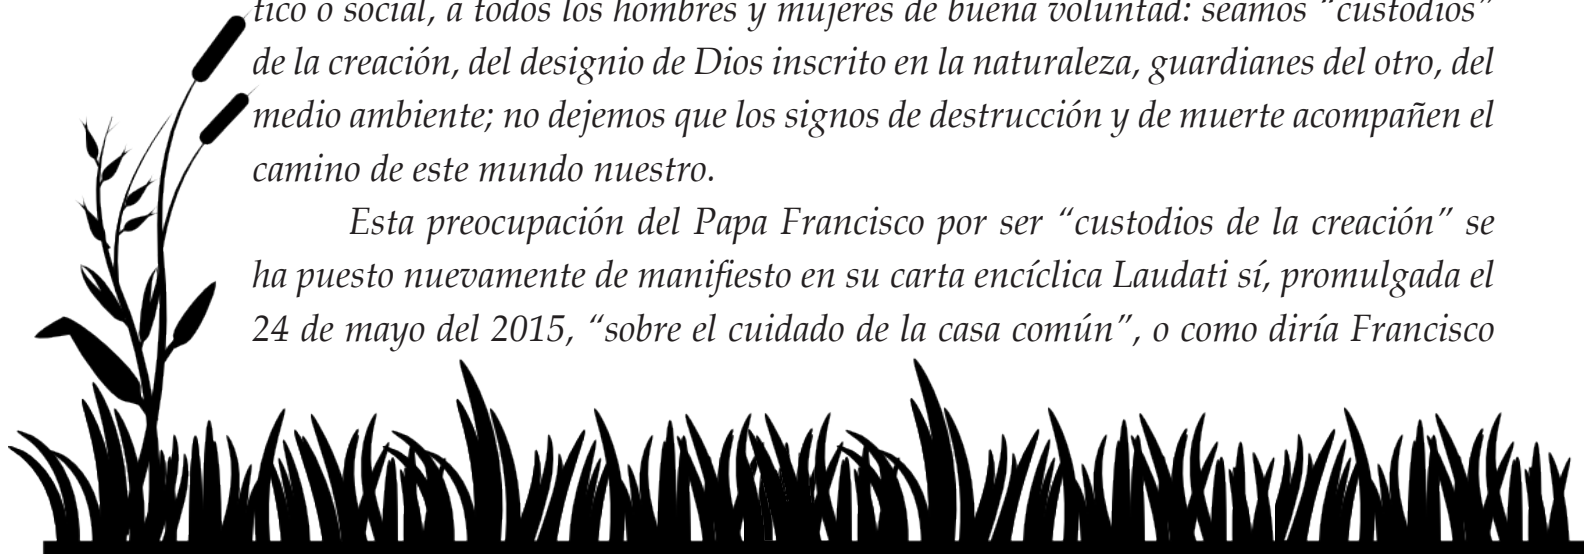 tico o social, a todos los hombres y mujeres de buena voluntad: seamos “custodios”
de la creación, del designio de Dios inscrito en la naturaleza, guardianes del otro, del
medio ambiente; no dejemos que los signos de destrucción y de muerte acompañen el
camino de este mundo nuestro.
Esta preocupación del Papa Francisco por ser “custodios de la creación” se
ha puesto nuevamente de manifiesto en su carta encíclica Laudati sí, promulgada el
24 de mayo del 2015, “sobre el cuidado de la casa común”, o como diría Francisco